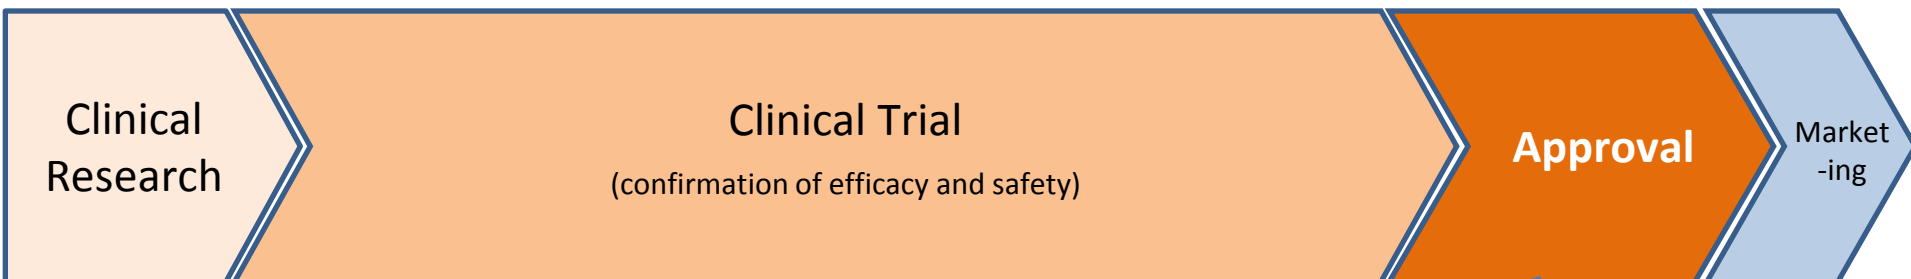 Clinical
Research
Clinical Trial
(confirmation of efficacy and safety)
Approval
Market
-ing